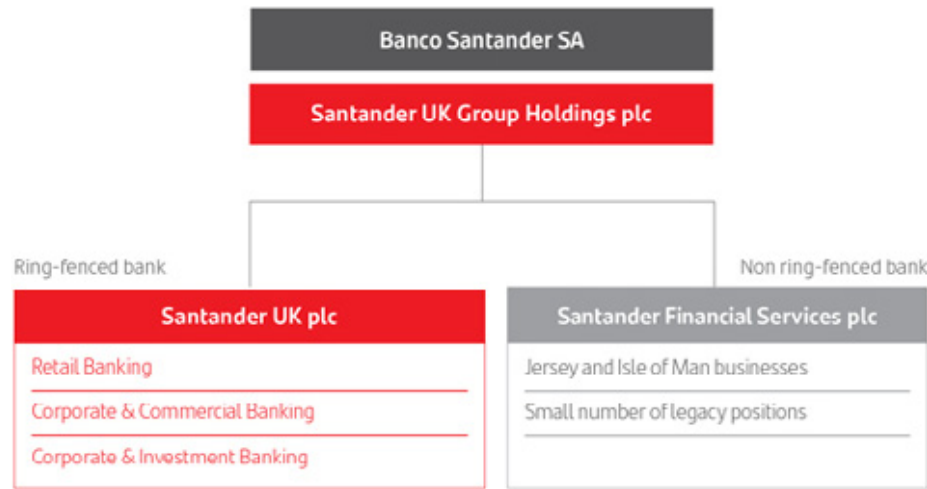 Banco Santander SA
Santander UK Group Holdings plc
Ring-fenced bank
Non ring-fenced bank
Santander UK plc
Santander Financial Services plc
Retail Banking
Corporate & Commercial Banking
Corporate & Investment Banking
Jersey and Isle of Man businesses
Small number of legacy positions